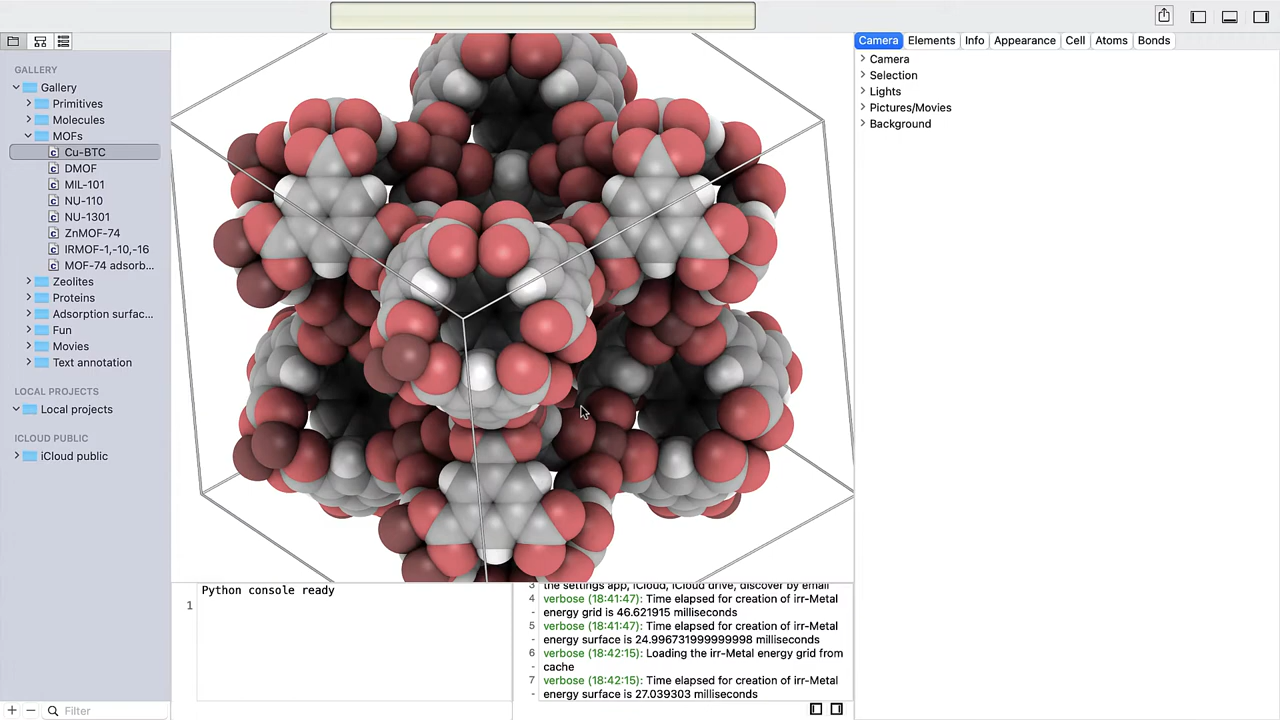 GALLERY
Gallery
Primitives
Molecules
MOFs
Cu-BTC
DMOF
MIL-101
NU-110
NU-1301
ZnMOF-74
IRMOF-1,-10,-16
MOF-74 adsorb...
Zeolites
Proteins
Adsorption surfac...
Fun
Movies
Text annotation
LOCAL PROJECTS
Local projects
ICLOUD PUBLIC
iCloud public
Filter
Python console ready
1
3 the settings app, iCloud, iCloud drive, discover by email
4 verbose (18:41:47): Time elapsed for creation of irr-Metal
- energy grid is 46.621915 milliseconds
5 verbose (18:41:47): Time elapsed for creation of irr-Metal
- energy surface is 24.996731999999998 milliseconds
6 verbose (18:42:15): Loading the irr-Metal energy grid from
- cache
7 verbose (18:42:15): Time elapsed for creation of irr-Metal
- energy surface is 27.039303 milliseconds
Camera Elements Info Appearance Cell Atoms Bonds
Camera
Selection
Lights
Pictures/Movies
Background